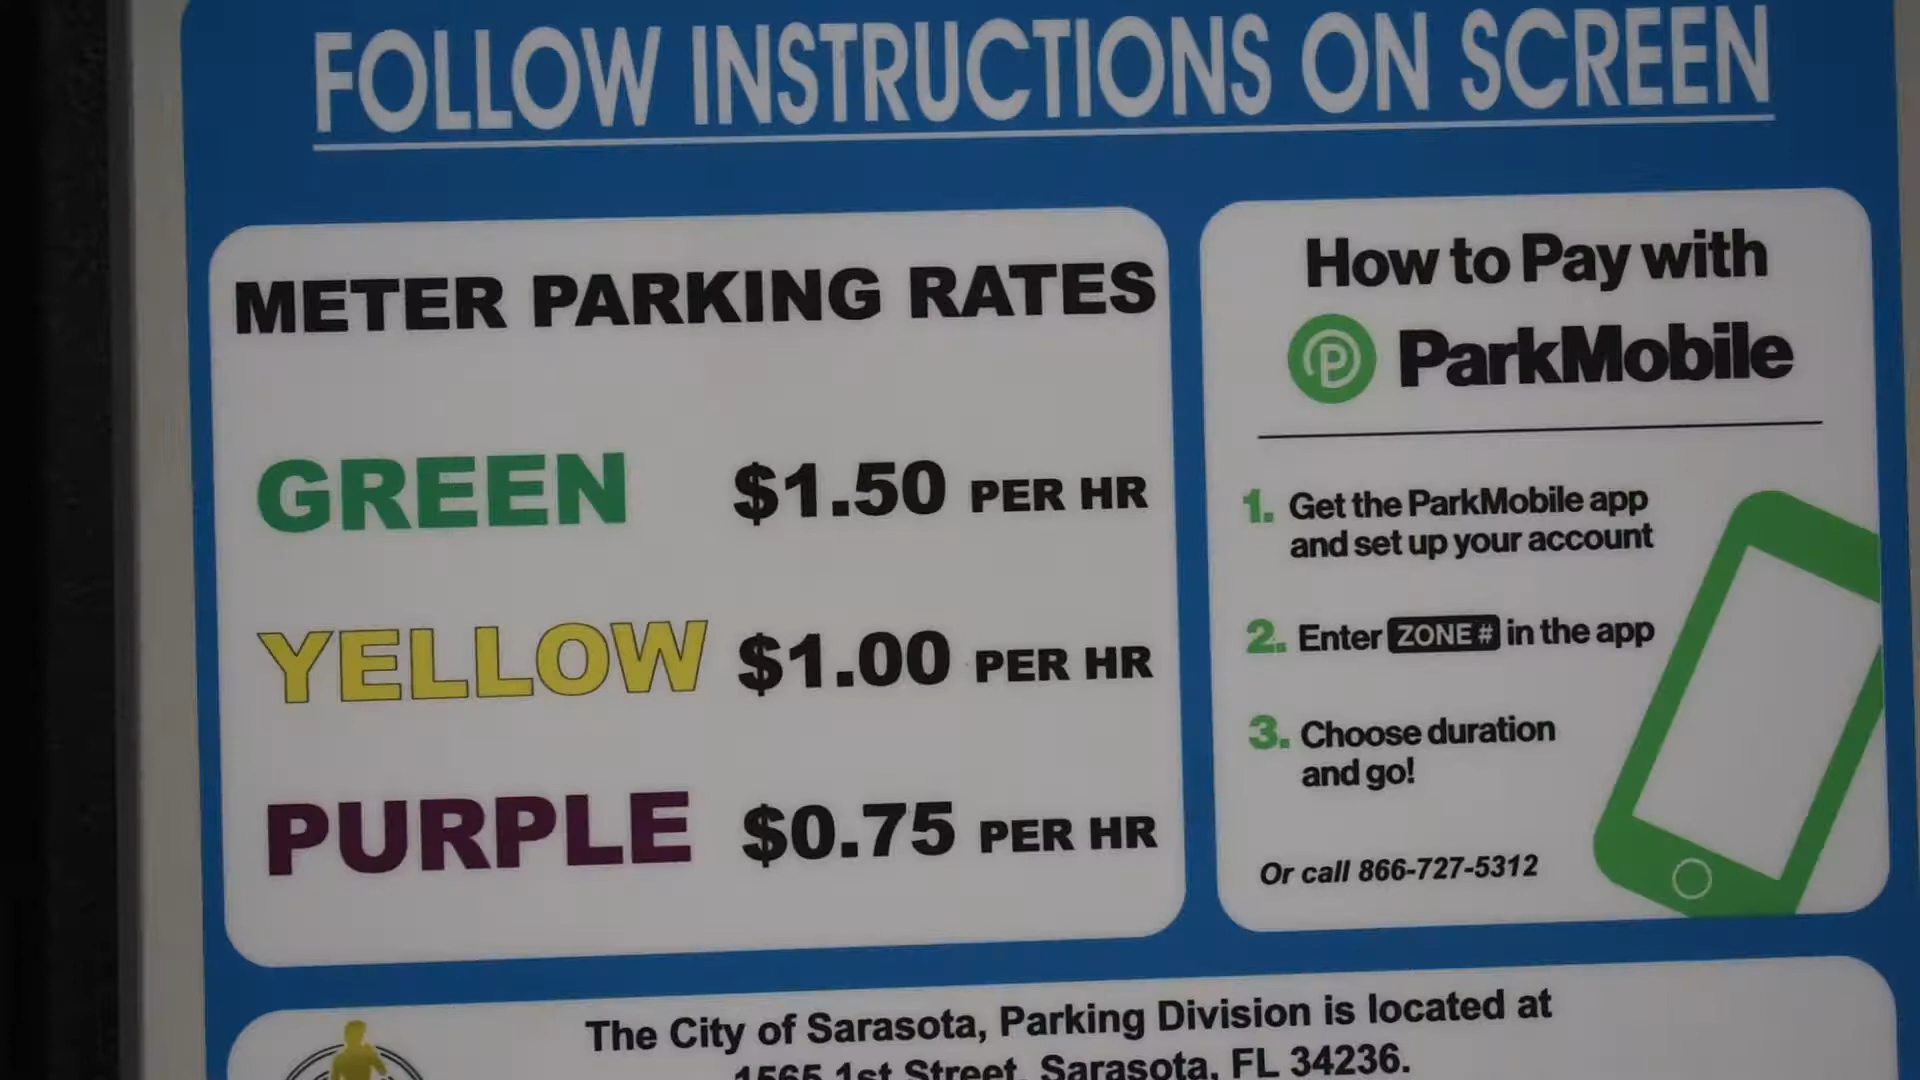 FOLLOW INSTRUCTIONS ON SCREEN
METER PARKING RATES
GREEN $1.50 PER HR
YELLOW $1.00 PER HR
PURPLE $0.75 PER HR
How to Pay with
P ParkMobile
1. Get the ParkMobile app
and set up your account
2. Enter ZONE # in the app
3. Choose duration
and go!
Or call 866-727-5312
The City of Sarasota, Parking Division is located at
1565 1st Street, Sarasota, FL 34236.